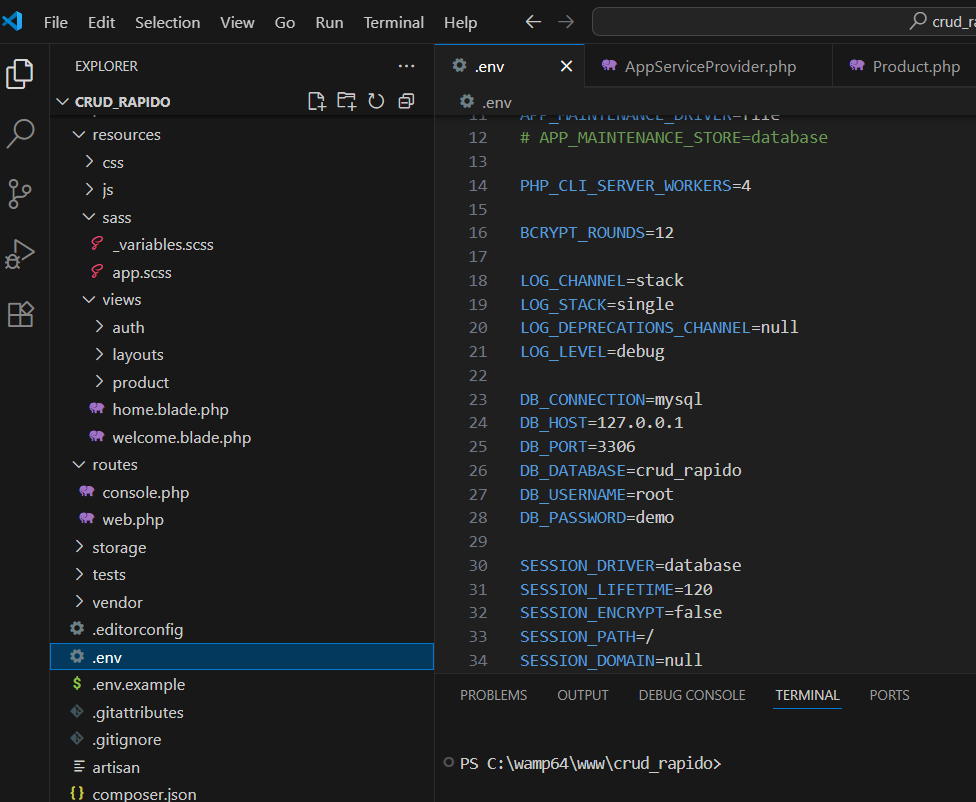 File Edit Selection View Go Run Terminal Help
crud_ra
EXPLORER
CRUD_RAPIDO
resources
css
js
sass
_variables.scss
app.scss
views
auth
layouts
product
home.blade.php
welcome.blade.php
routes
console.php
web.php
storage
tests
vendor
.editorconfig
.env
.env.example
.gitattributes
.gitignore
artisan
composer.json
.env AppServiceProvider.php Product.php
.env
11 APP_MAINTENANCE_DRIVER=file
12 # APP_MAINTENANCE_STORE=database
13
14 PHP_CLI_SERVER_WORKERS=4
15
16 BCRYPT_ROUNDS=12
17
18 LOG_CHANNEL=stack
19 LOG_STACK=single
20 LOG_DEPRECATIONS_CHANNEL=null
21 LOG_LEVEL=debug
22
23 DB_CONNECTION=mysql
24 DB_HOST=127.0.0.1
25 DB_PORT=3306
26 DB_DATABASE=crud_rapido
27 DB_USERNAME=root
28 DB_PASSWORD=demo
29
30 SESSION_DRIVER=database
31 SESSION_LIFETIME=120
32 SESSION_ENCRYPT=false
33 SESSION_PATH=/
34 SESSION_DOMAIN=null
PROBLEMS OUTPUT DEBUG CONSOLE TERMINAL PORTS
PS C:\wamp64\www\crud_rapido>